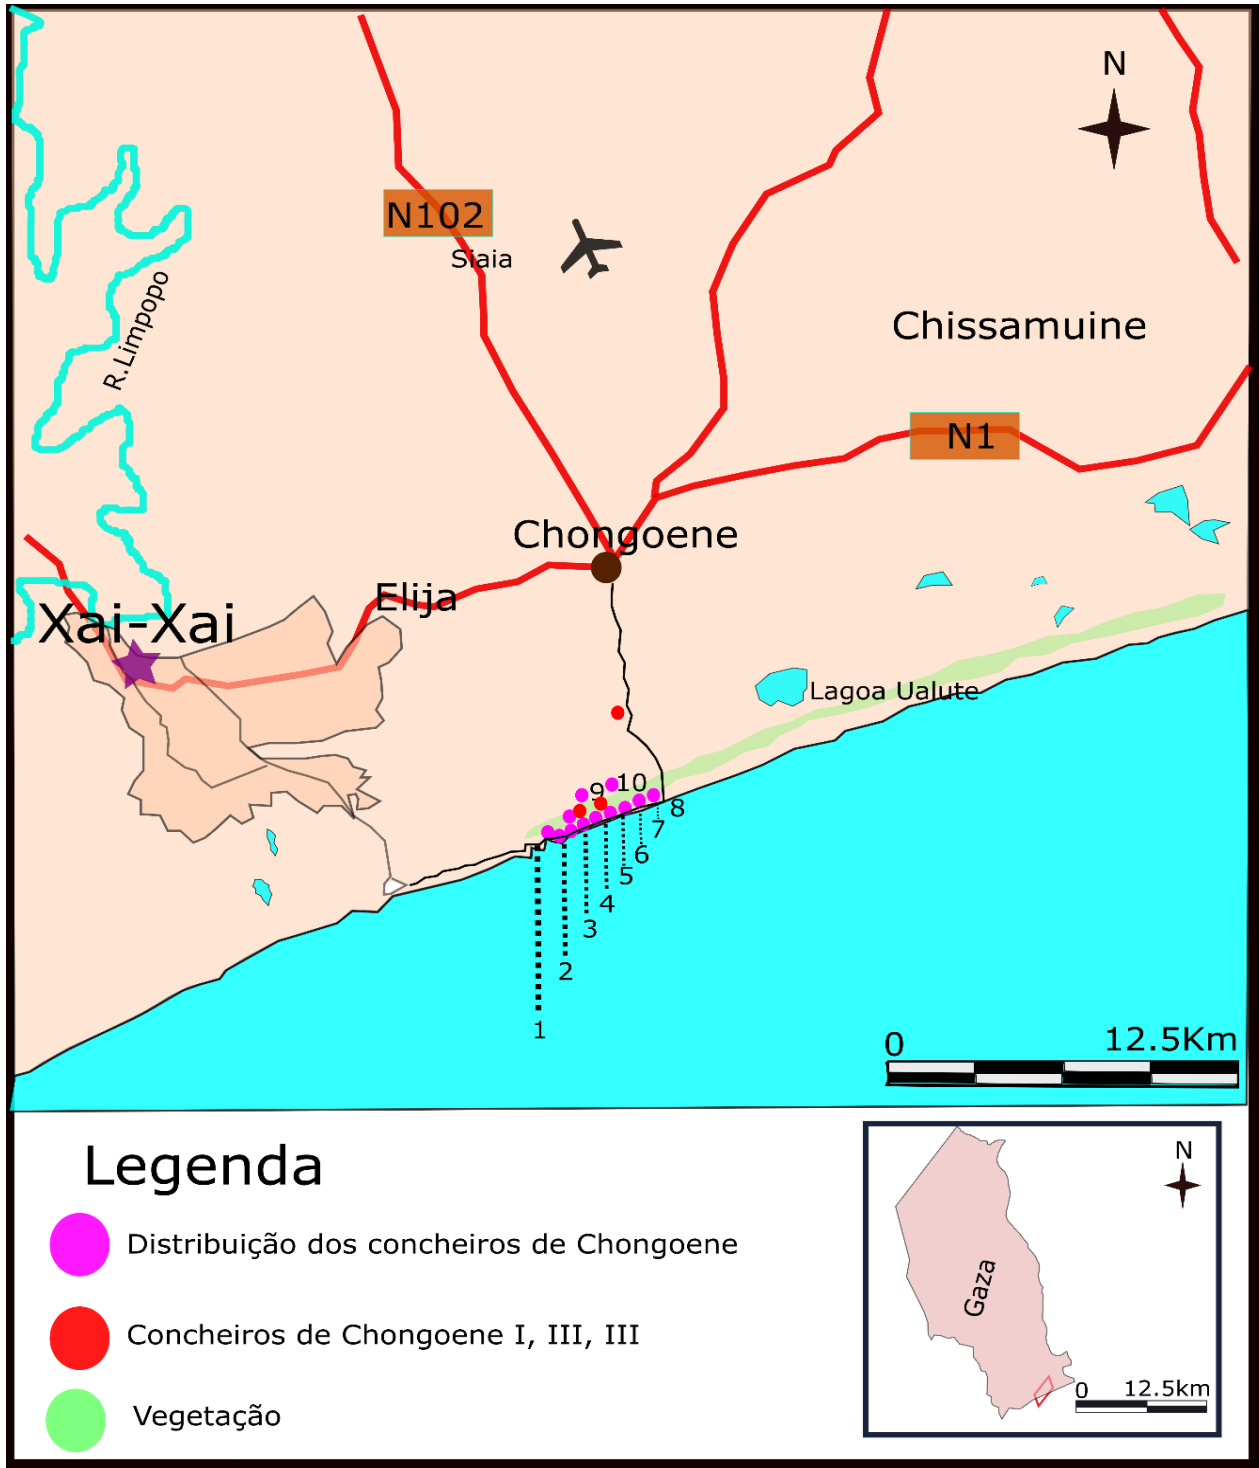 N
N102
Siaia
R.Limpopo
Chissamuine
N1
Chongoene
Elija
Xai-Xai
Lagoa Ualute
9
10
8
7
6
5
4
3
2
1
0
12.5Km
Legenda
Distribuição dos concheiros de Chongoene
Concheiros de Chongoene I, III, III
Vegetação
N
Gaza
0
12.5km